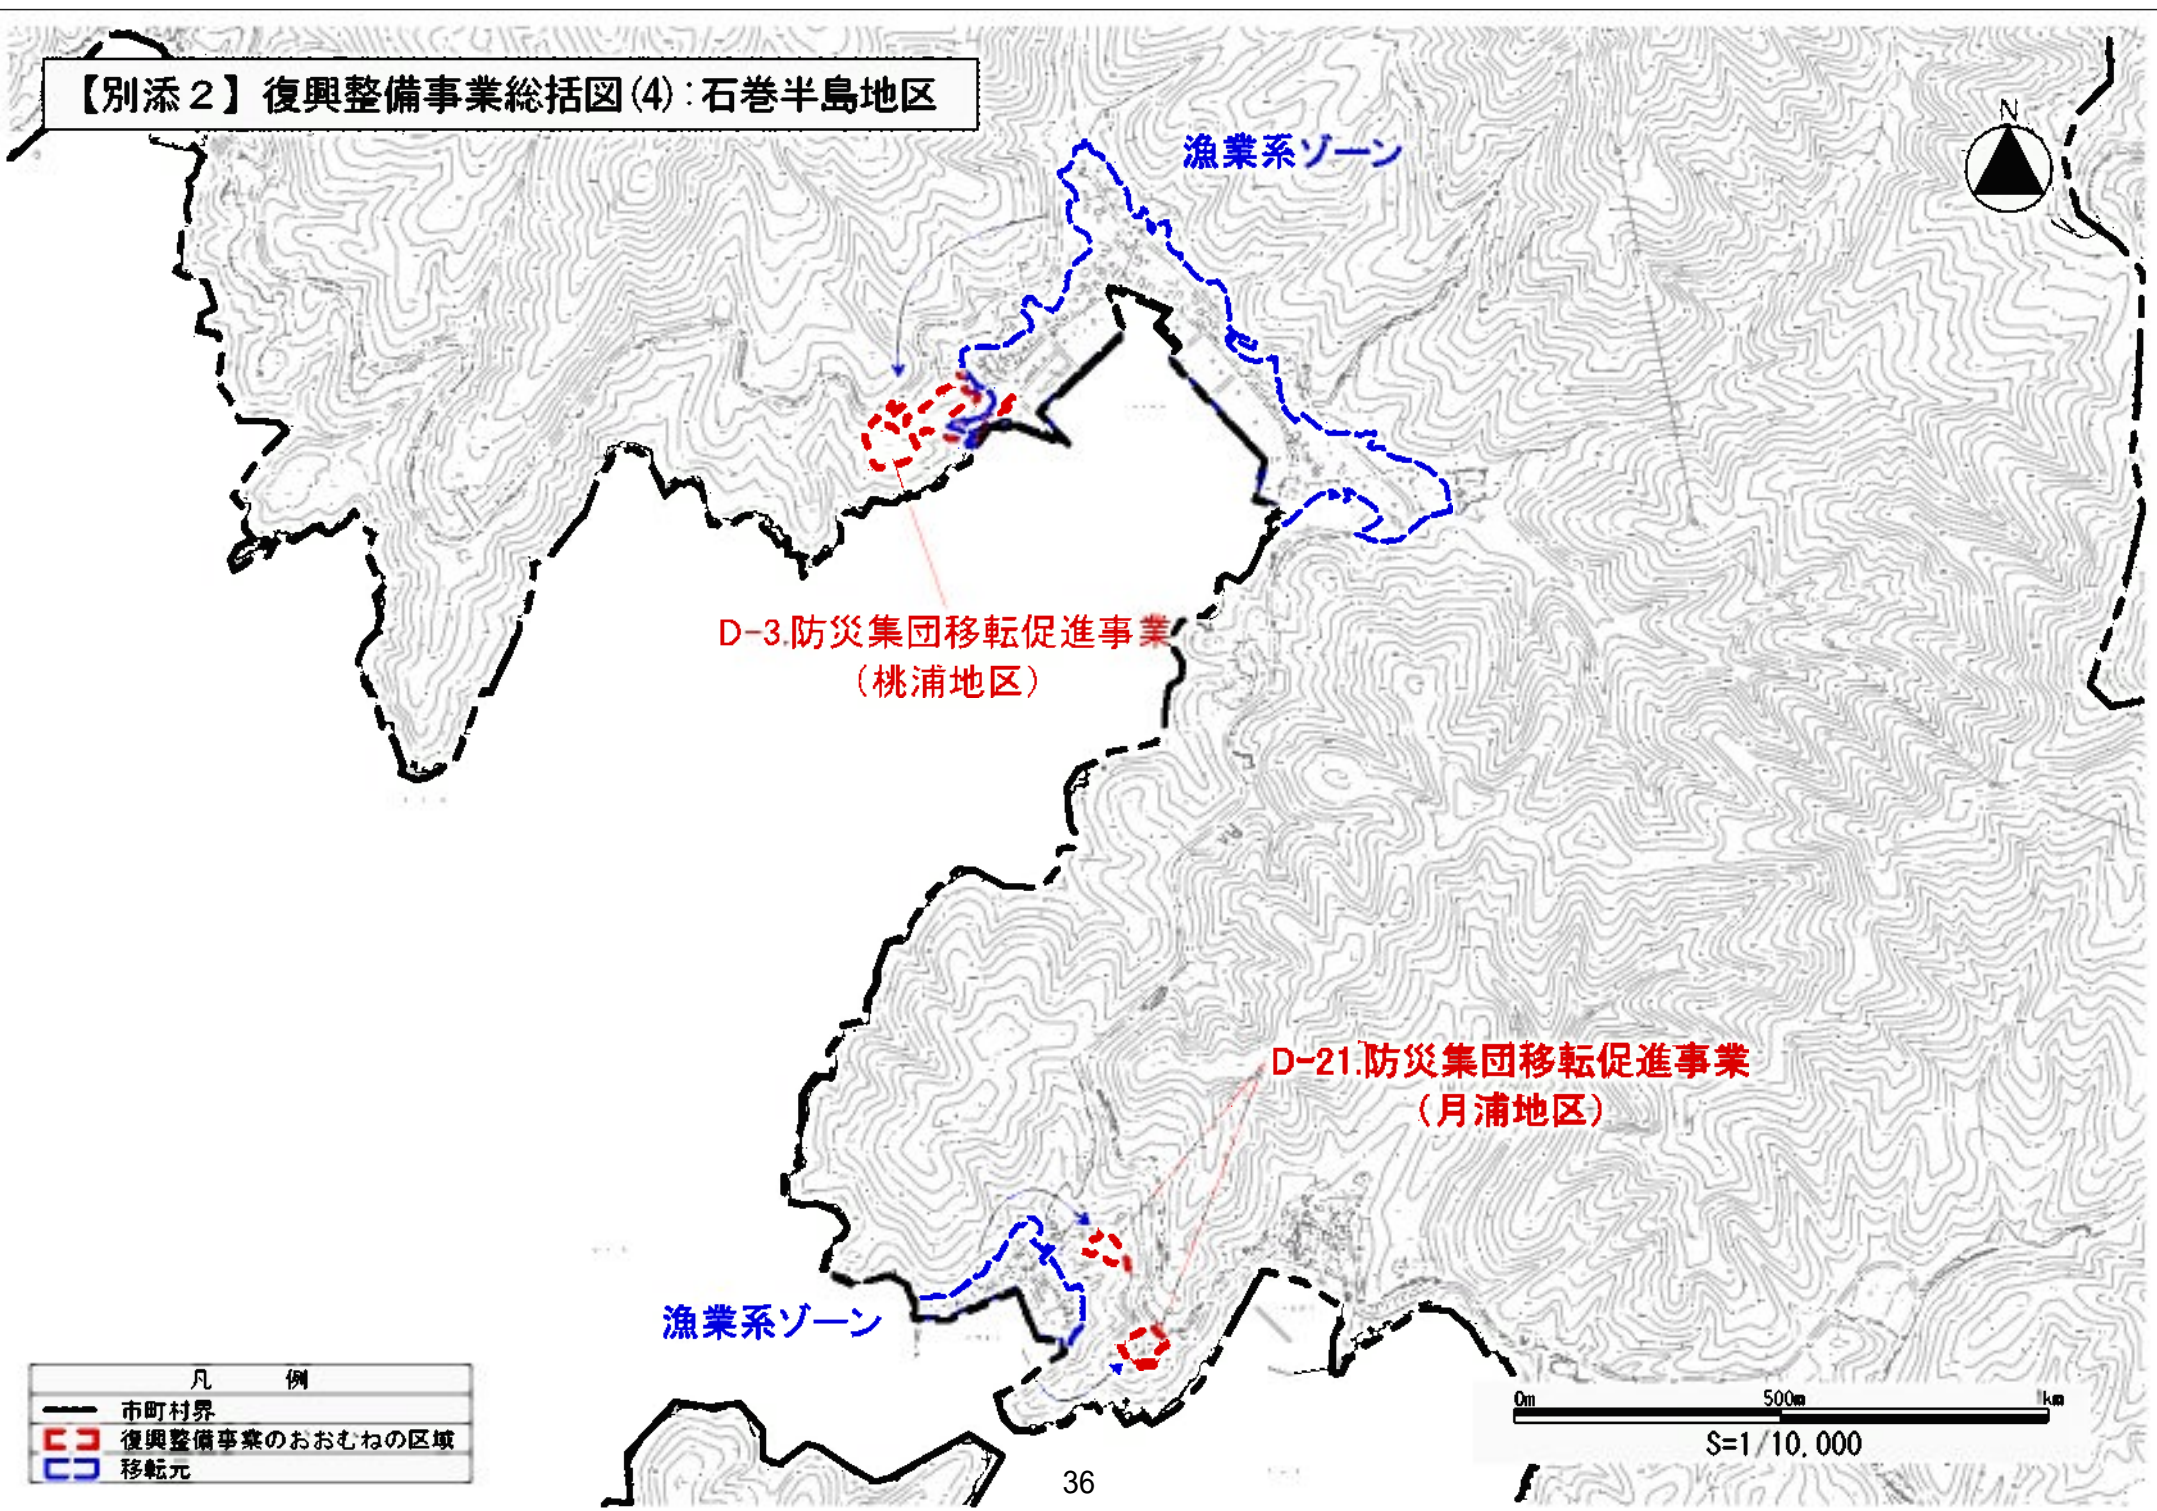 【別添２】復興整備事業総括図(4):石巻半島地区
漁業系ゾーン
N
D-3.防災集団移転促進事業
（桃浦地区）
D-21.防災集団移転促進事業
（月浦地区）
漁業系ゾーン
凡 例
市町村界
復興整備事業のおおむねの区域
移転元
0m 500m 1km
S=1/10,000
36